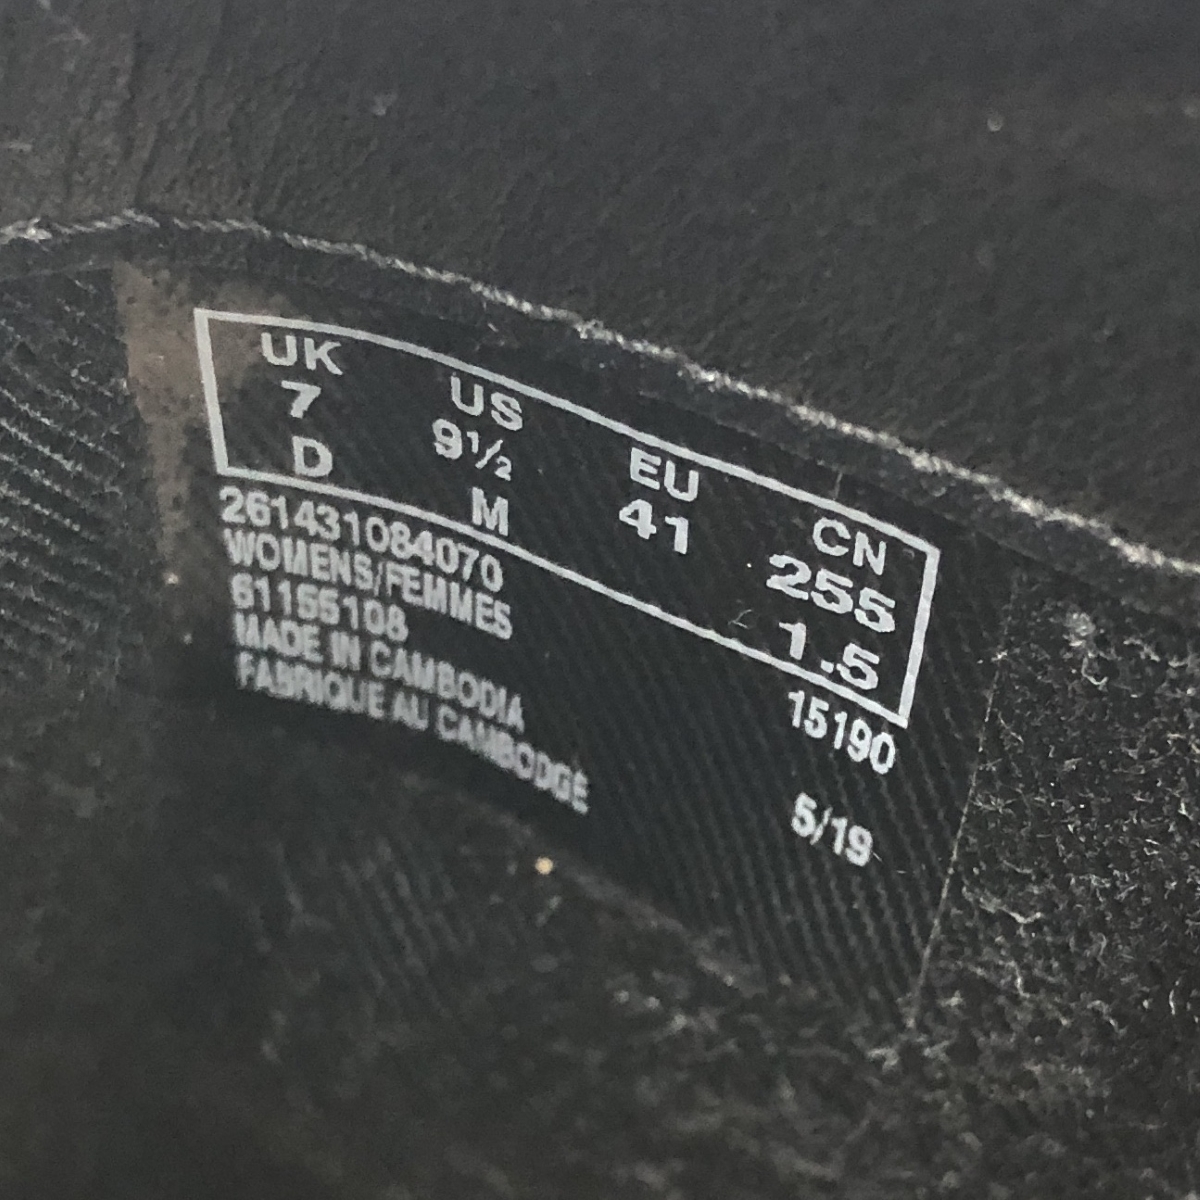 UK US EU CN
7 9½ 41 255
D M 1.5
261431084070 15190
WOMENS/FEMMES
61155108 5/19
MADE IN CAMBODIA
FABRIQUE AU CAMBODGE